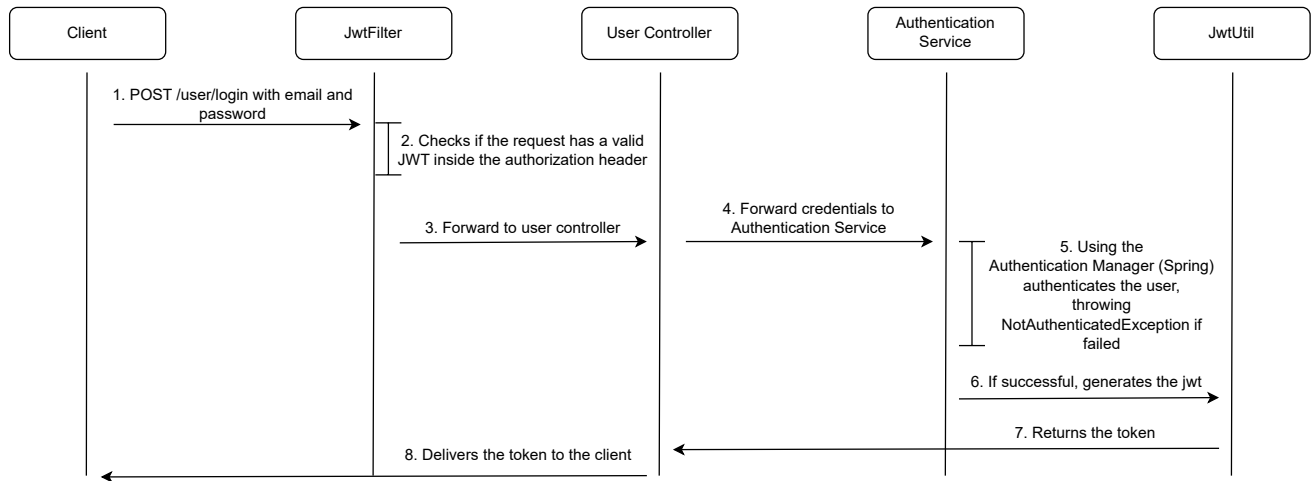 Client
JwtFilter
User Controller
Authentication
Service
JwtUtil
1. POST /user/login with email and
password
2. Checks if the request has a valid
JWT inside the authorization header
3. Forward to user controller
4. Forward credentials to
Authentication Service
5. Using the
Authentication Manager (Spring)
authenticates the user,
throwing
NotAuthenticatedException if
failed
6. If successful, generates the jwt
7. Returns the token
8. Delivers the token to the client